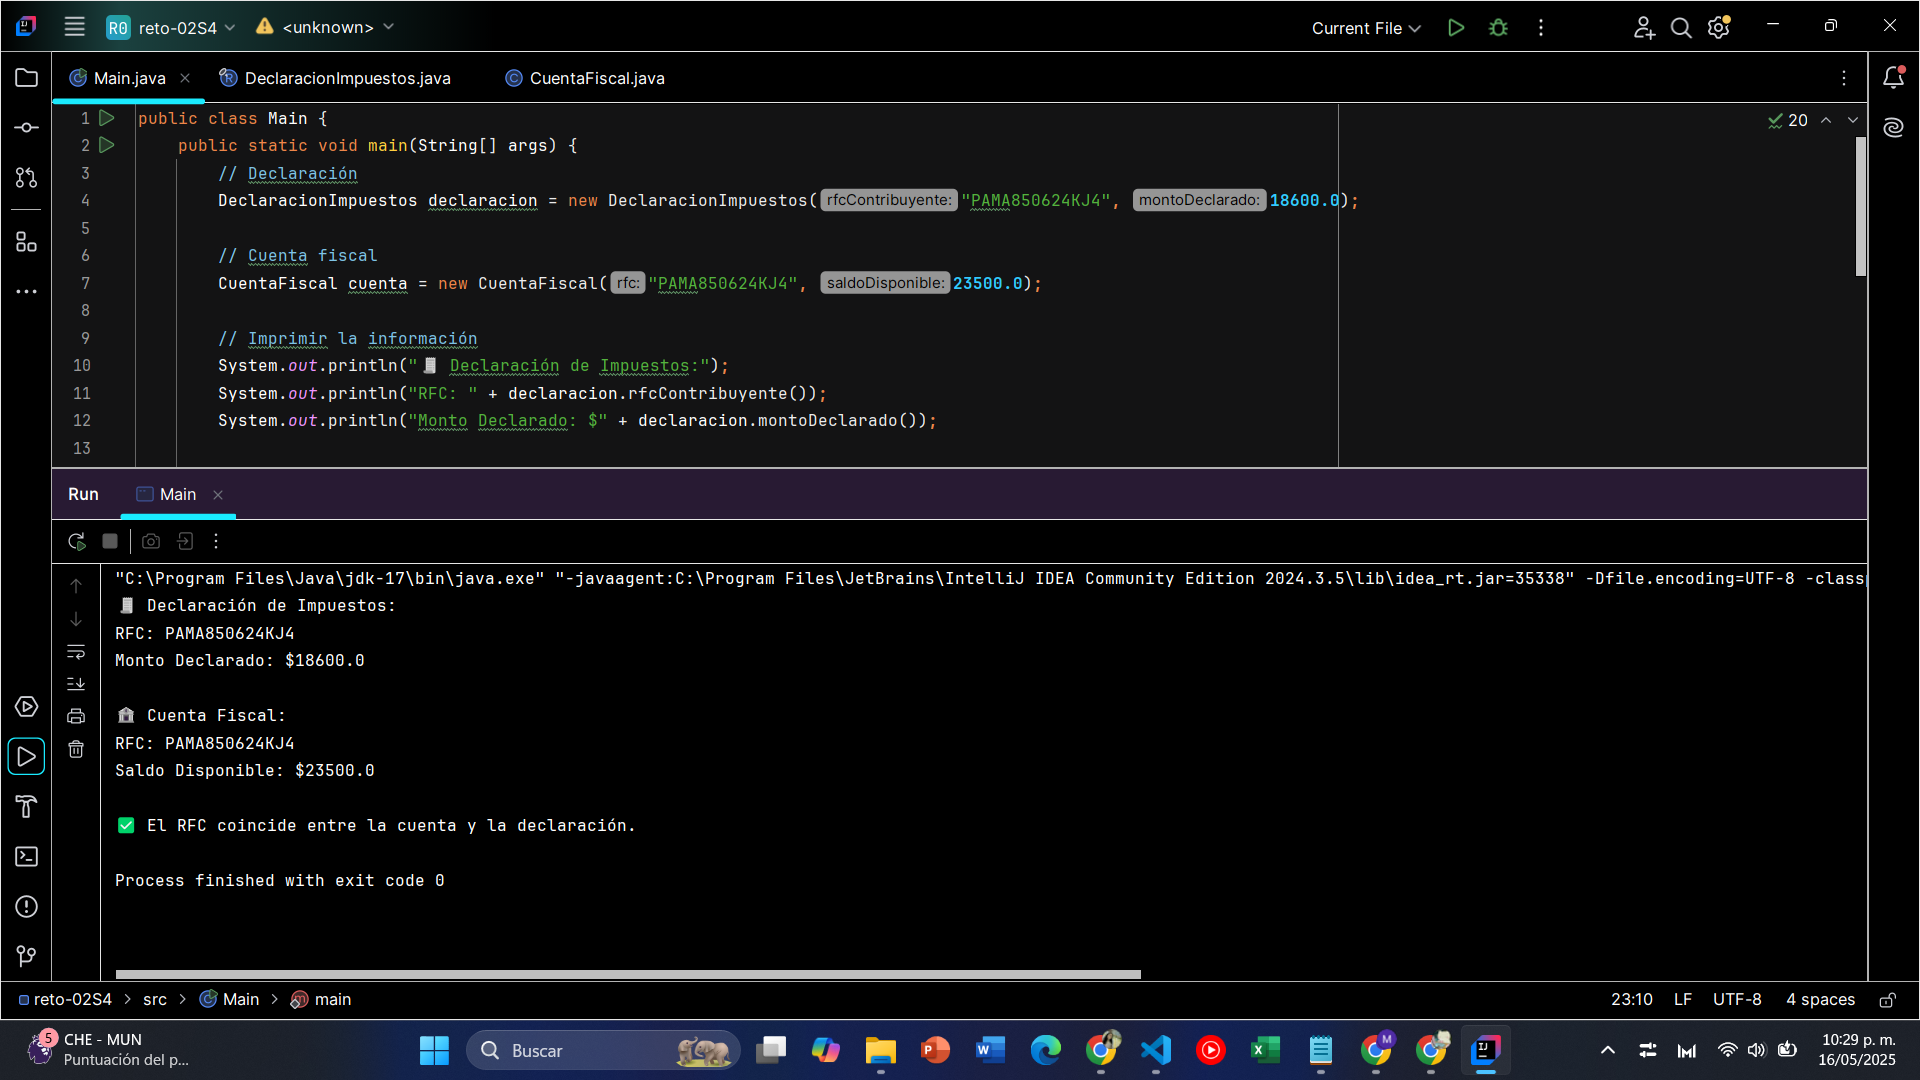 R0 reto-02S4 <unknown> Current File
Main.java DeclaracionImpuestos.java CuentaFiscal.java
20
1 public class Main {
2 public static void main(String[] args) {
3 // Declaración
4 DeclaracionImpuestos declaracion = new DeclaracionImpuestos( rfcContribuyente: "PAMA850624KJ4", montoDeclarado: 18600.0);
5
6 // Cuenta fiscal
7 CuentaFiscal cuenta = new CuentaFiscal( rfc: "PAMA850624KJ4", saldoDisponible: 23500.0);
8
9 // Imprimir la información
10 System.out.println("🧾 Declaración de Impuestos:");
11 System.out.println("RFC: " + declaracion.rfcContribuyente());
12 System.out.println("Monto Declarado: $" + declaracion.montoDeclarado());
13
Run Main
"C:\Program Files\Java\jdk-17\bin\java.exe" "-javaagent:C:\Program Files\JetBrains\IntelliJ IDEA Community Edition 2024.3.5\lib\idea_rt.jar=35338" -Dfile.encoding=UTF-8 -class
🧾 Declaración de Impuestos:
RFC: PAMA850624KJ4
Monto Declarado: $18600.0
🏦 Cuenta Fiscal:
RFC: PAMA850624KJ4
Saldo Disponible: $23500.0
✅ El RFC coincide entre la cuenta y la declaración.
Process finished with exit code 0
reto-02S4 > src > Main > main
23:10 LF UTF-8 4 spaces
5 CHE - MUN
Puntuación del p...
Buscar
10:29 p. m.
16/05/2025